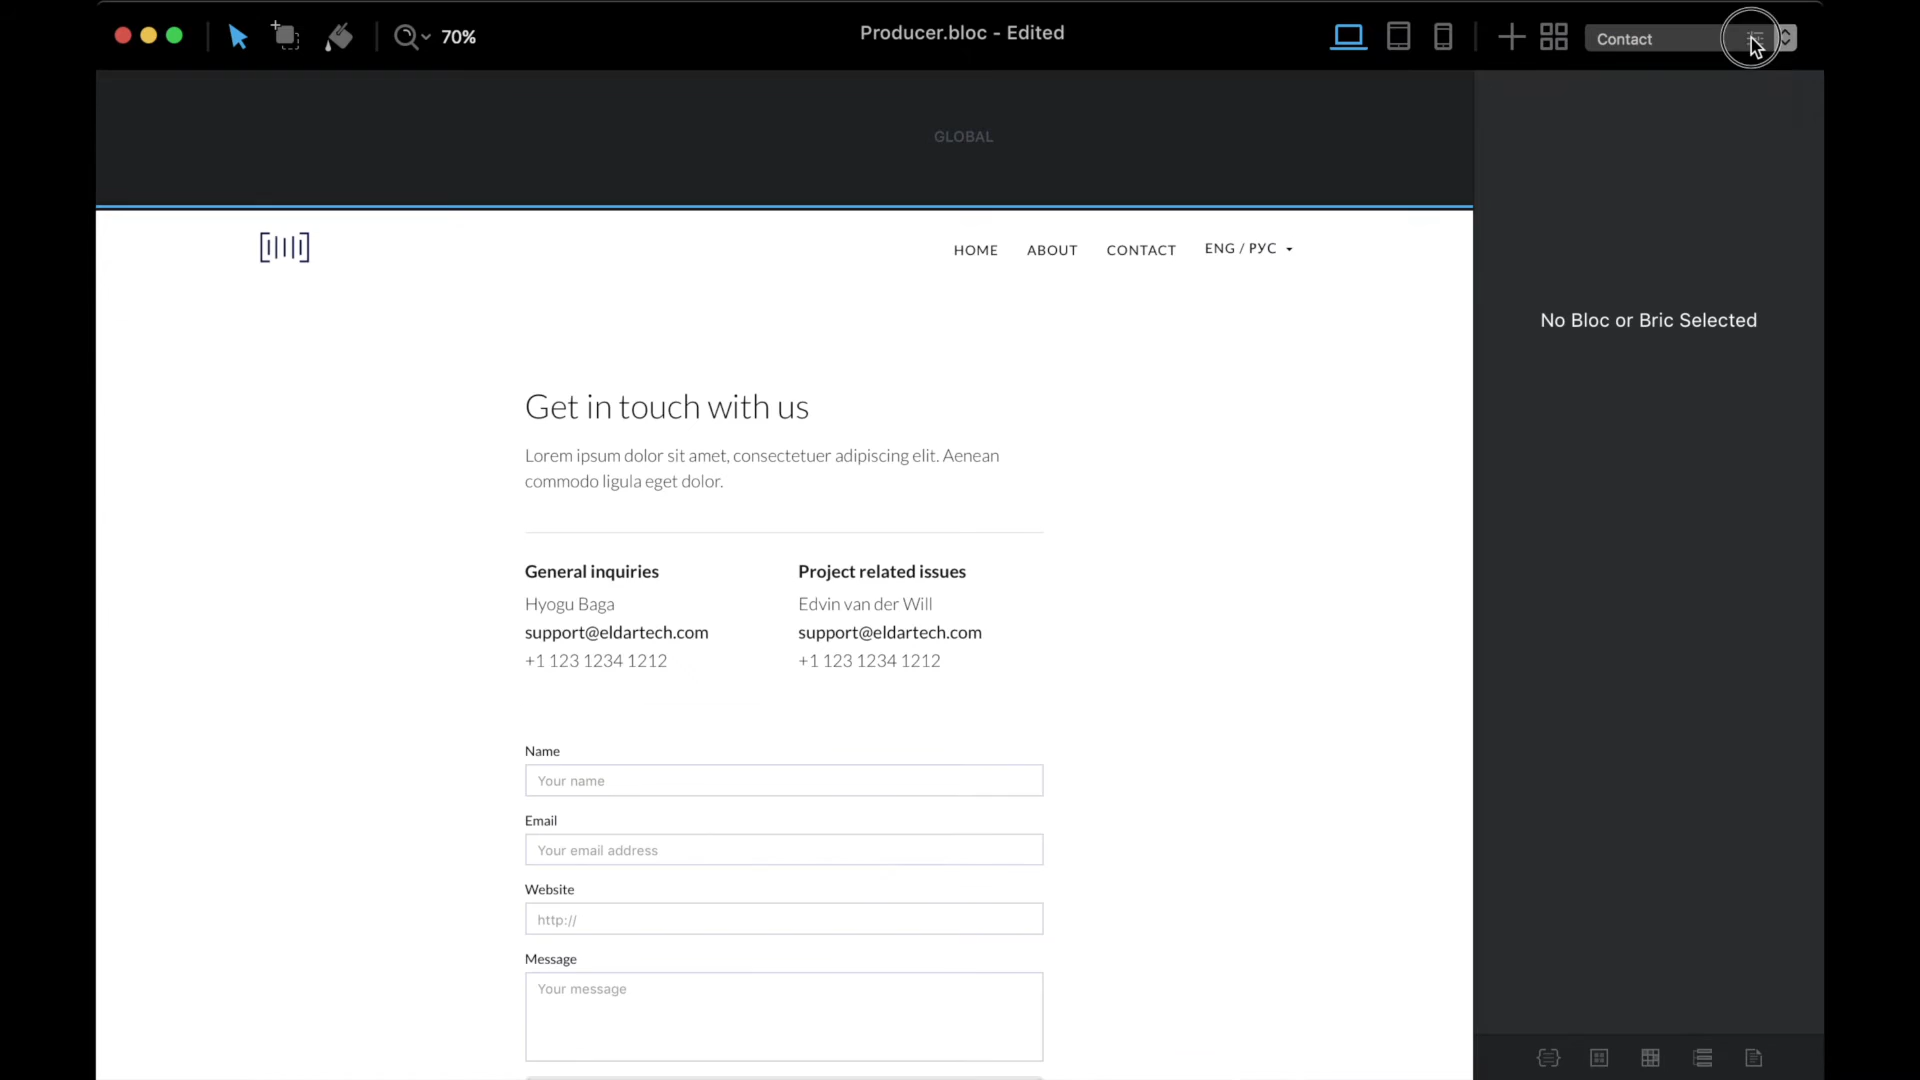 70%
Producer.bloc - Edited
Contact
GLOBAL
HOME ABOUT CONTACT ENG / РУС
No Bloc or Bric Selected
Get in touch with us
Lorem ipsum dolor sit amet, consectetuer adipiscing elit. Aenean
commodo ligula eget dolor.
General inquiries
Hyogu Baga
support@eldartech.com
+1 123 1234 1212
Project related issues
Edvin van der Will
support@eldartech.com
+1 123 1234 1212
Name
Your name
Email
Your email address
Website
http://
Message
Your message